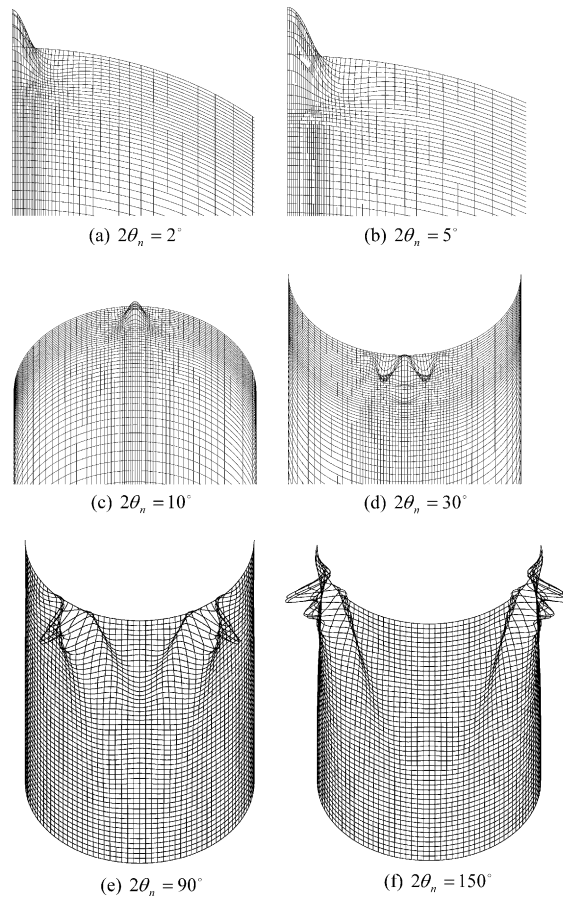 (a) 2θₙ = 2° (b) 2θₙ = 5°
(c) 2θₙ = 10° (d) 2θₙ = 30°
(e) 2θₙ = 90° (f) 2θₙ = 150°